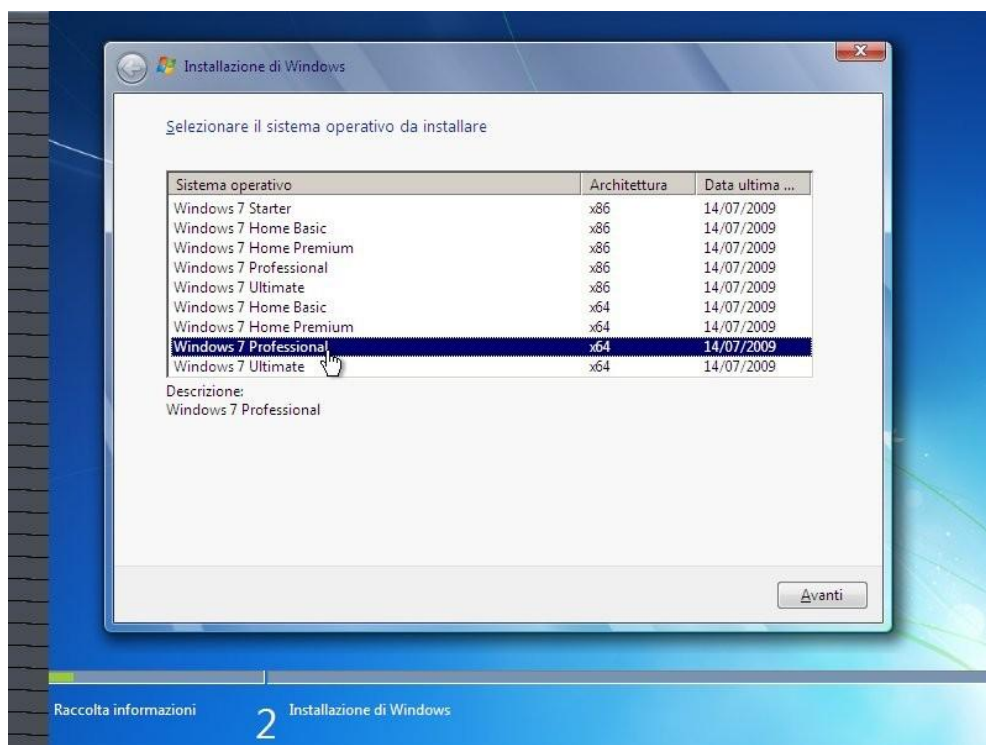 Installazione di Windows
Selezionare il sistema operativo da installare
Sistema operativo Architettura Data ultima ...
Windows 7 Starter x86 14/07/2009
Windows 7 Home Basic x86 14/07/2009
Windows 7 Home Premium x86 14/07/2009
Windows 7 Professional x86 14/07/2009
Windows 7 Ultimate x86 14/07/2009
Windows 7 Home Basic x64 14/07/2009
Windows 7 Home Premium x64 14/07/2009
Windows 7 Professional x64 14/07/2009
Windows 7 Ultimate x64 14/07/2009
Descrizione:
Windows 7 Professional
Avanti
Raccolta informazioni 2 Installazione di Windows